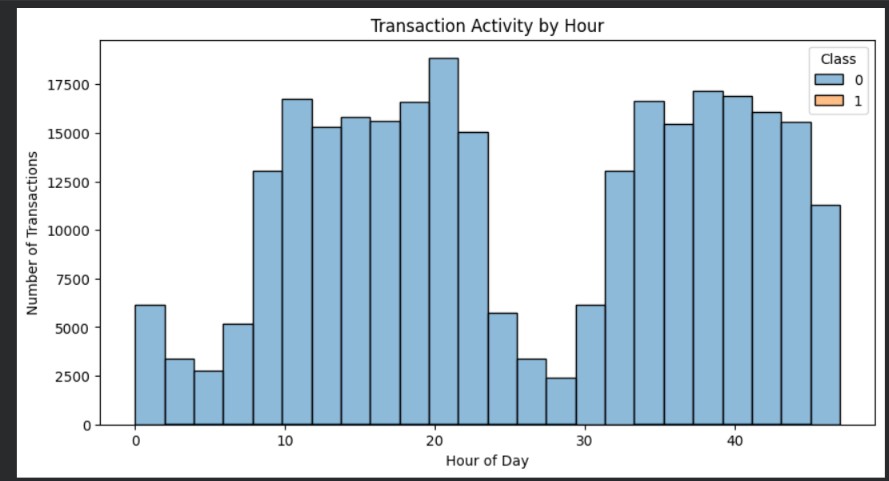 Transaction Activity by Hour
Class
0
1
17500
15000
12500
10000
7500
5000
2500
0
Number of Transactions
0 10 20 30 40
Hour of Day